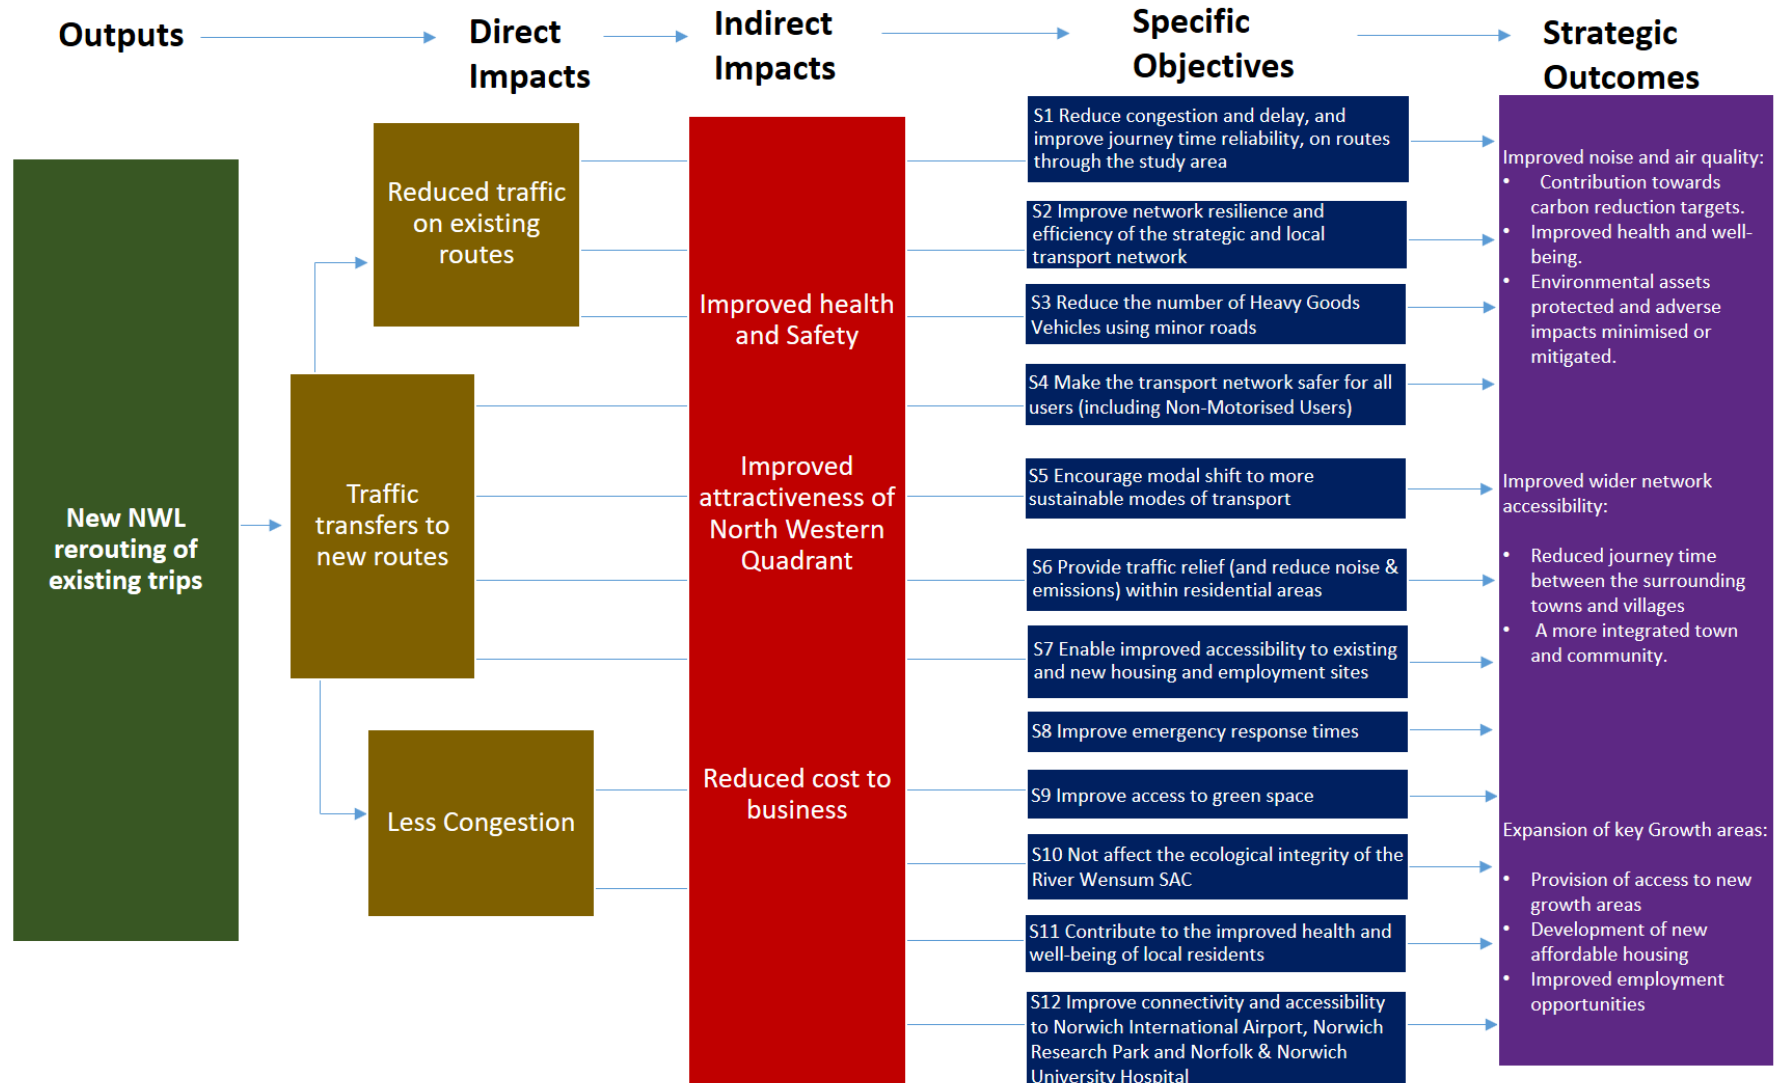 Outputs
Direct
Impacts
Indirect
Impacts
Specific
Objectives
Strategic
Outcomes
New NWL
rerouting of
existing trips
Reduced traffic
on existing
routes
Traffic
transfers to
new routes
Less Congestion
Improved health
and Safety
Improved
attractiveness of
North Western
Quadrant
Reduced cost to
business
S1 Reduce congestion and delay, and
improve journey time reliability, on routes
through the study area
S2 Improve network resilience and
efficiency of the strategic and local
transport network
S3 Reduce the number of Heavy Goods
Vehicles using minor roads
S4 Make the transport network safer for all
users (including Non-Motorised Users)
S5 Encourage modal shift to more
sustainable modes of transport
S6 Provide traffic relief (and reduce noise &
emissions) within residential areas
S7 Enable improved accessibility to existing
and new housing and employment sites
S8 Improve emergency response times
S9 Improve access to green space
S10 Not affect the ecological integrity of the
River Wensum SAC
S11 Contribute to the improved health and
well-being of local residents
S12 Improve connectivity and accessibility
to Norwich International Airport, Norwich
Research Park and Norfolk & Norwich
University Hospital
Improved noise and air quality:
• Contribution towards
carbon reduction targets.
• Improved health and well-
being.
• Environmental assets
protected and adverse
impacts minimised or
mitigated.
Improved wider network
accessibility:
• Reduced journey time
between the surrounding
towns and villages
• A more integrated town
and community.
Expansion of key Growth areas:
• Provision of access to new
growth areas
• Development of new
affordable housing
• Improved employment
opportunities